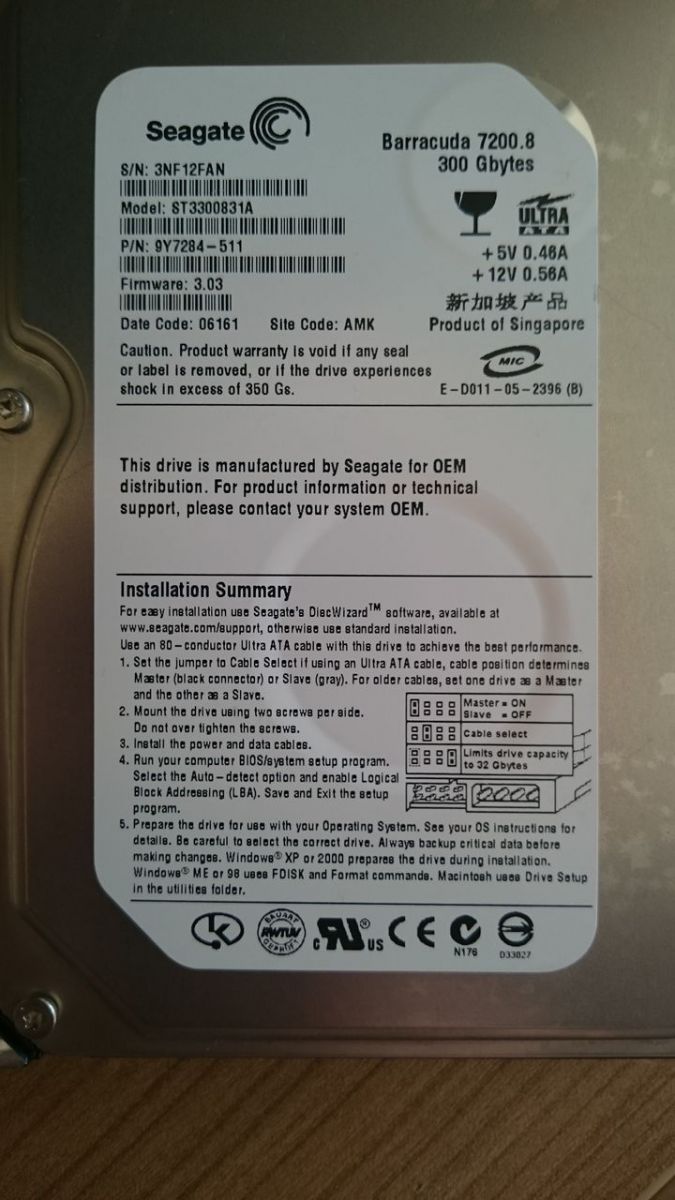 Seagate
Barracuda 7200.8
300 Gbytes
S/N: 3NF12FAN
Model: ST3300831A
ULTRA
ATA
P/N: 9Y7284-511
+5V 0.46A
+12V 0.56A
Firmware: 3.03
新加坡产品
Date Code: 06161 Site Code: AMK Product of Singapore
Caution. Product warranty is void if any seal
or label is removed, or if the drive experiences
shock in excess of 350 Gs.
MIC
E-D011-05-2396 (B)
This drive is manufactured by Seagate for OEM
distribution. For product information or technical
support, please contact your system OEM.
Installation Summary
For easy installation use Seagate's DiscWizard™ software, available at
www.seagate.com/support, otherwise use standard installation.
Use an 80-conductor Ultra ATA cable with this drive to achieve the best performance.
1. Set the jumper to Cable Select if using an Ultra ATA cable, cable position determines
Master (black connector) or Slave (gray). For older cables, set one drive as a Master
and the other as a Slave.
2. Mount the drive using two screws per side.
Do not over tighten the screws.
3. Install the power and data cables.
4. Run your computer BIOS/system setup program.
Select the Auto-detect option and enable Logical
Block Addressing (LBA). Save and Exit the setup
program.
Master = ON
Slave = OFF
Cable select
Limits drive capacity
to 32 Gbytes
5. Prepare the drive for use with your Operating System. See your OS instructions for
details. Be careful to select the correct drive. Always backup critical data before
making changes. Windows® XP or 2000 prepares the drive during installation.
Windows® ME or 98 uses FDISK and Format commands. Macintosh uses Drive Setup
in the utilities folder.
BAUART
RWTUV
c RU® US
CE
N176
D33027